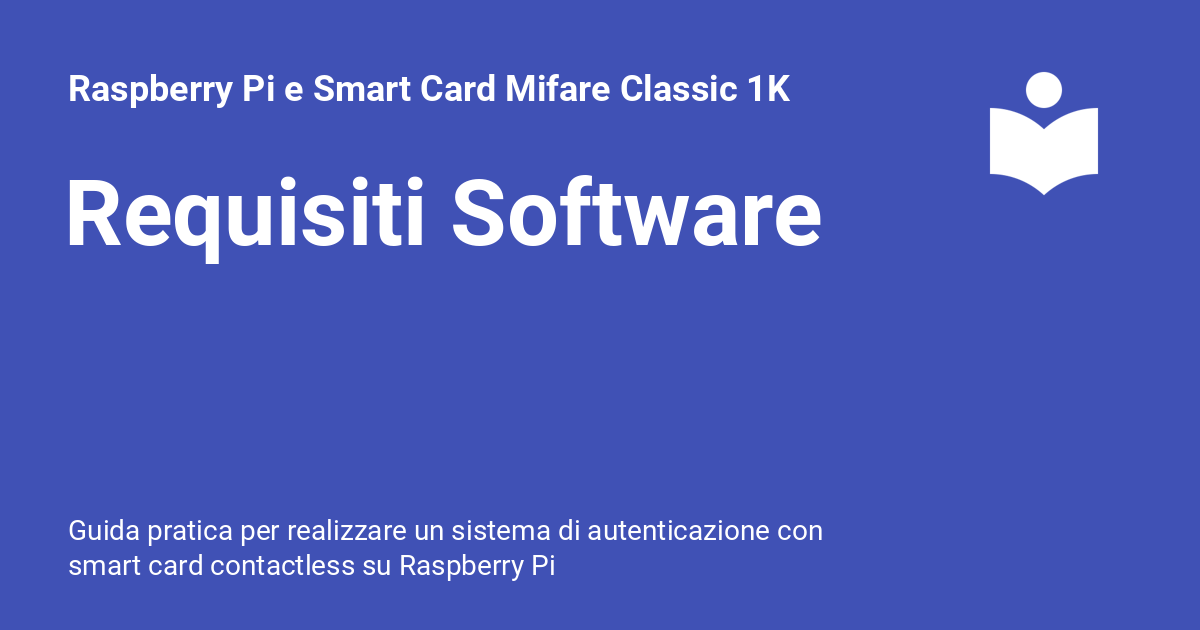 Raspberry Pi e Smart Card Mifare Classic 1K
Requisiti Software
Guida pratica per realizzare un sistema di autenticazione con
smart card contactless su Raspberry Pi